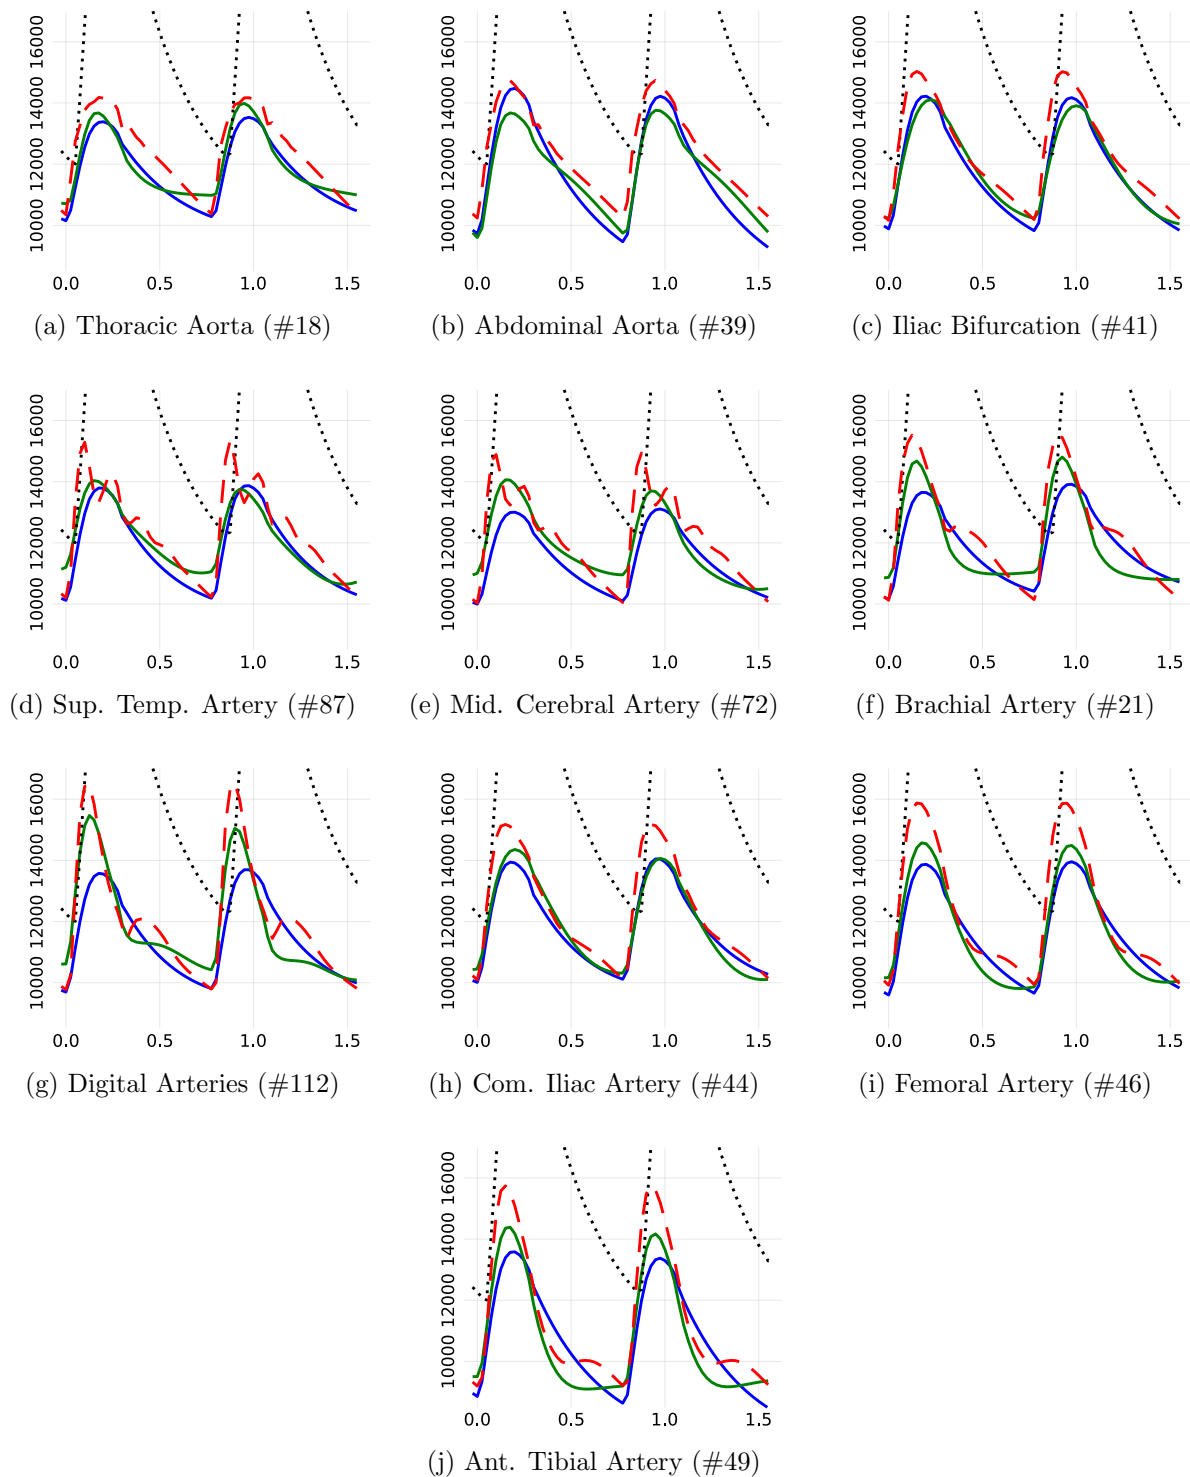 16000
14000
12000
10000
0.0 0.5 1.0 1.5
(a) Thoracic Aorta (#18)
16000
14000
12000
10000
0.0 0.5 1.0 1.5
(b) Abdominal Aorta (#39)
16000
14000
12000
10000
0.0 0.5 1.0 1.5
(c) Iliac Bifurcation (#41)
16000
14000
12000
10000
0.0 0.5 1.0 1.5
(d) Sup. Temp. Artery (#87)
16000
14000
12000
10000
0.0 0.5 1.0 1.5
(e) Mid. Cerebral Artery (#72)
16000
14000
12000
10000
0.0 0.5 1.0 1.5
(f) Brachial Artery (#21)
16000
14000
12000
10000
0.0 0.5 1.0 1.5
(g) Digital Arteries (#112)
16000
14000
12000
10000
0.0 0.5 1.0 1.5
(h) Com. Iliac Artery (#44)
16000
14000
12000
10000
0.0 0.5 1.0 1.5
(i) Femoral Artery (#46)
16000
14000
12000
10000
0.0 0.5 1.0 1.5
(j) Ant. Tibial Artery (#49)